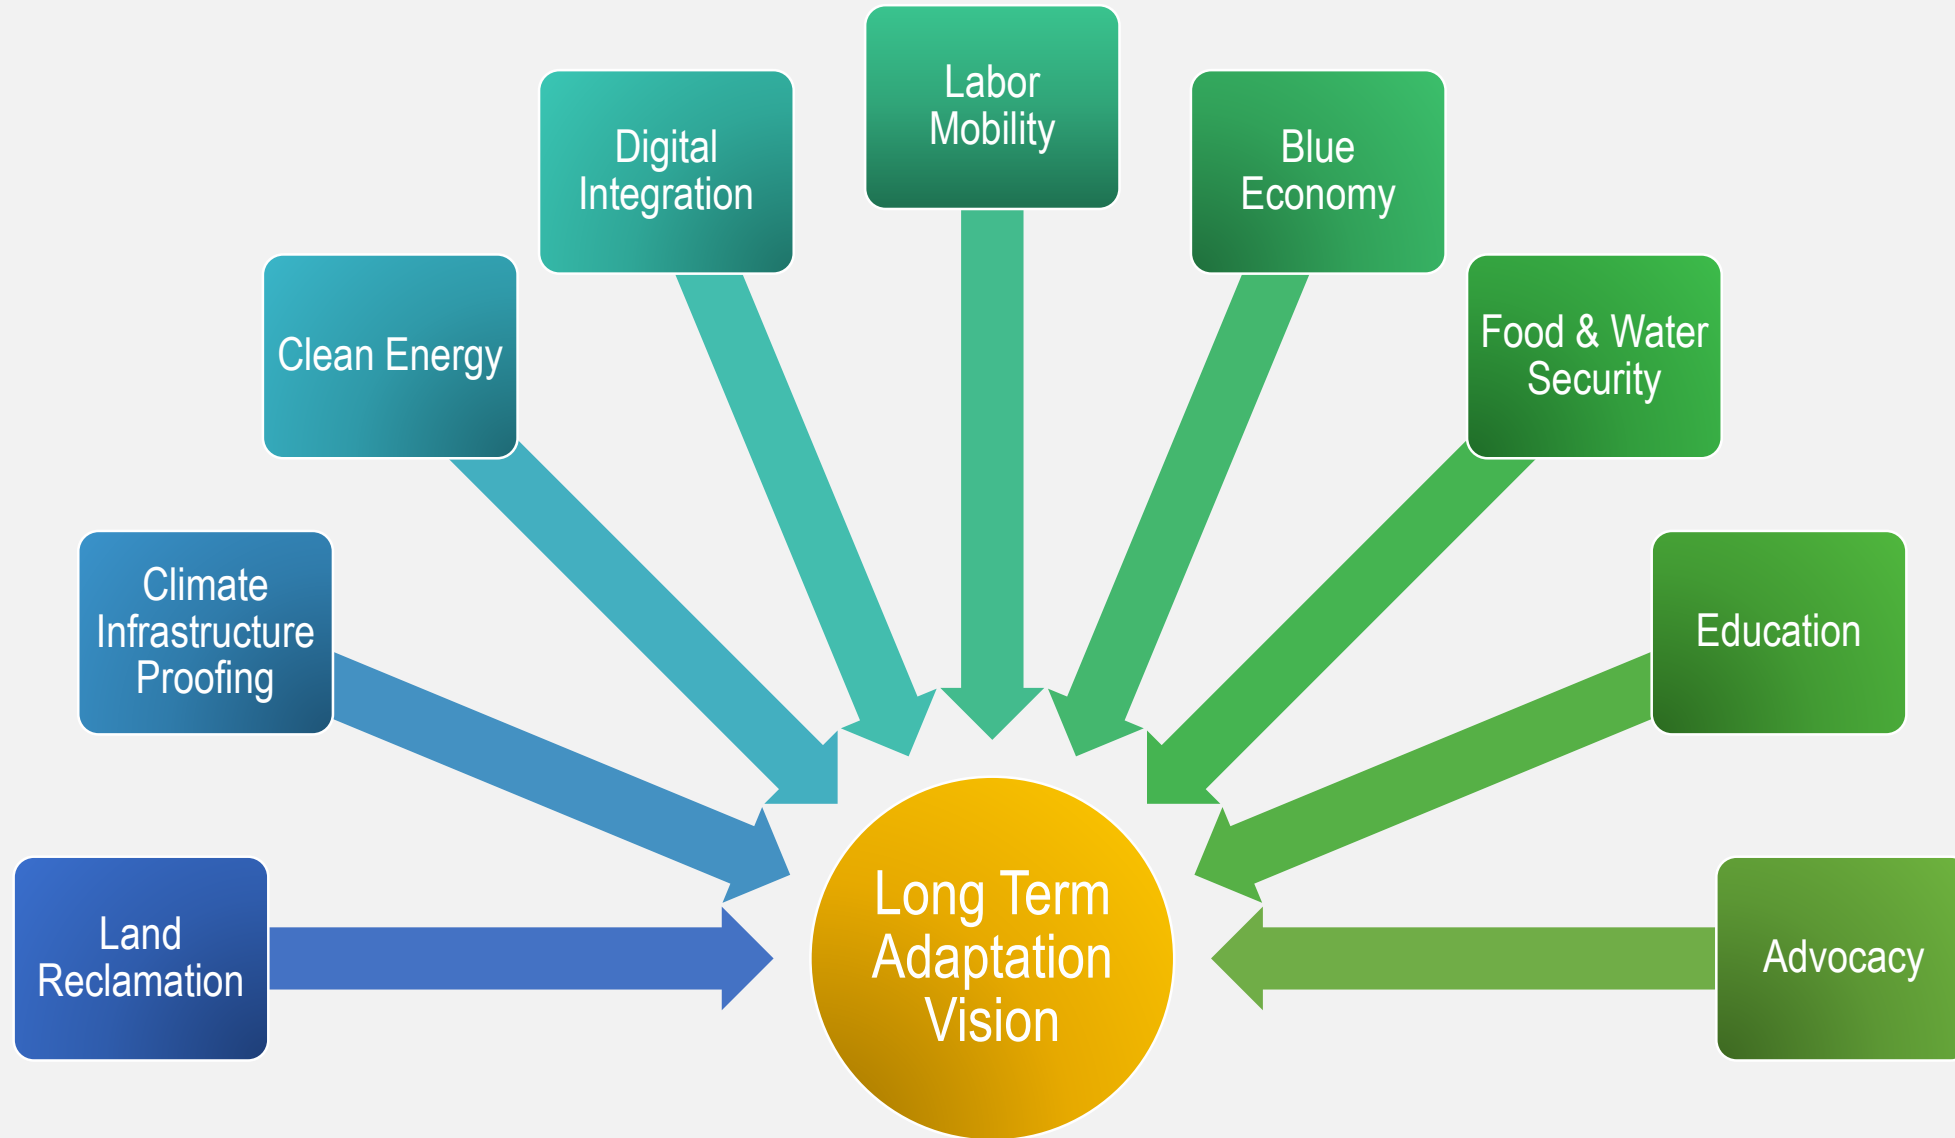 Labor
Mobility
Digital
Integration
Blue
Economy
Clean Energy
Food & Water
Security
Climate
Infrastructure
Proofing
Education
Land
Reclamation
Long Term
Adaptation
Vision
Advocacy